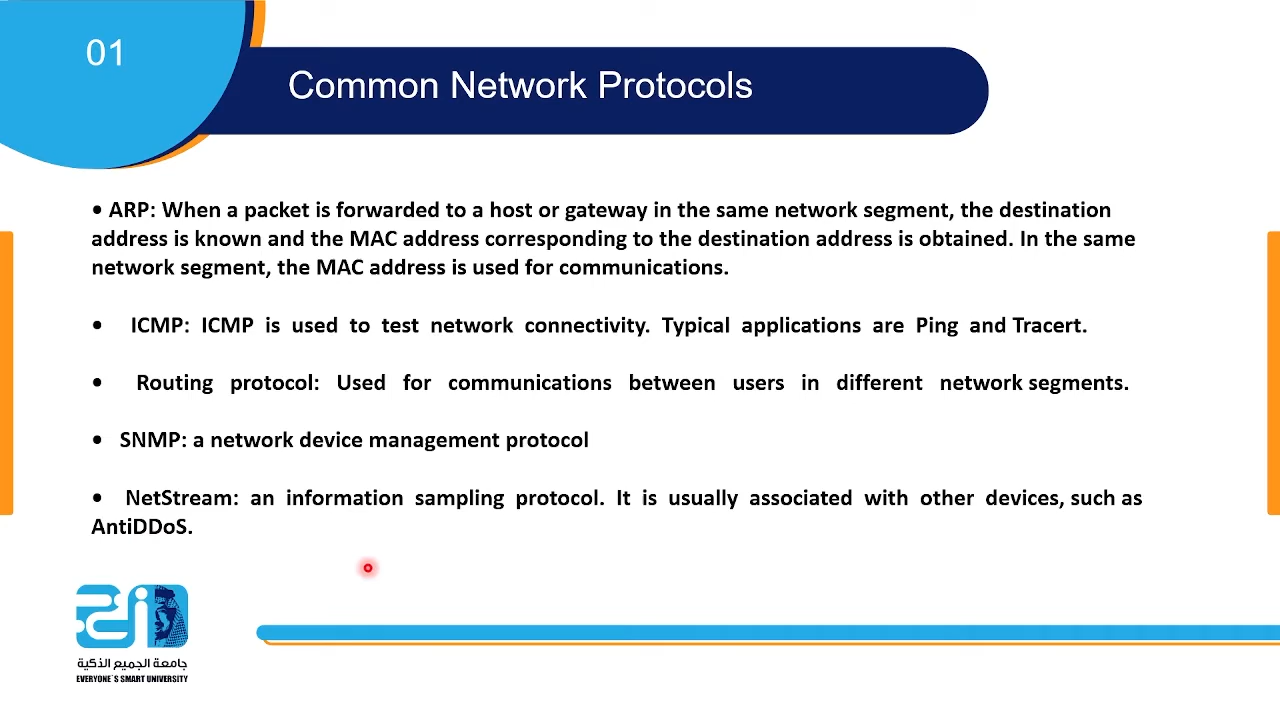 01
Common Network Protocols
• ARP: When a packet is forwarded to a host or gateway in the same network segment, the destination
address is known and the MAC address corresponding to the destination address is obtained. In the same
network segment, the MAC address is used for communications.
• ICMP: ICMP is used to test network connectivity. Typical applications are Ping and Tracert.
• Routing protocol: Used for communications between users in different network segments.
• SNMP: a network device management protocol
• NetStream: an information sampling protocol. It is usually associated with other devices, such as
AntiDDoS.
جامعة الجميع الذكية
EVERYONE`S SMART UNIVERSITY